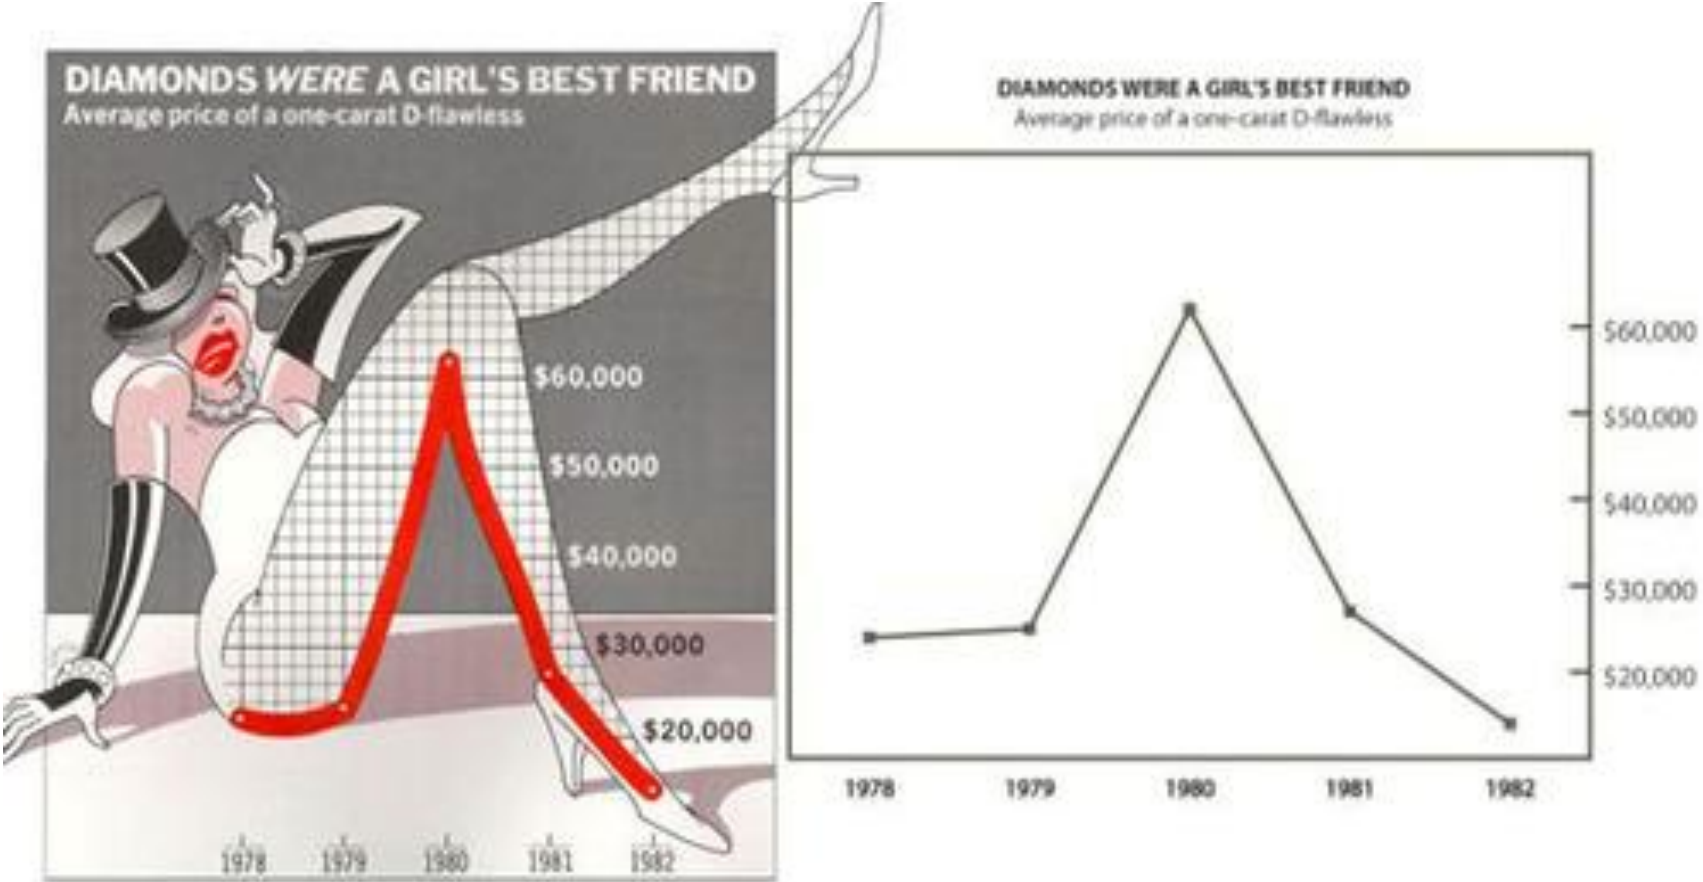 DIAMONDS WERE A GIRL'S BEST FRIEND
Average price of a one-carat D-flawless
$60,000
$50,000
$40,000
$30,000
$20,000
1978 1979 1980 1981 1982
DIAMONDS WERE A GIRL'S BEST FRIEND
Average price of a one-carat D-flawless
$60,000
$50,000
$40,000
$30,000
$20,000
1978 1979 1980 1981 1982